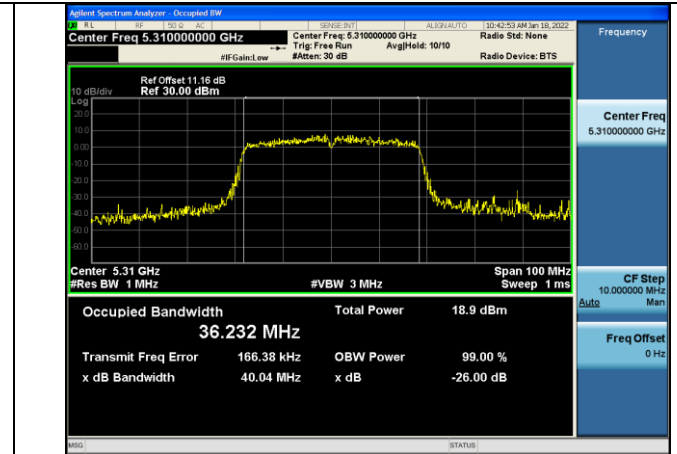 Agilent Spectrum Analyzer - Occupied BW
RL RF 50 Ω AC SENSE:INT ALIGNAUTO 10:42:53 AM Jan 18, 2022
Center Freq 5.310000000 GHz
Center Freq: 5.310000000 GHz
Radio Std: None
Trig: Free Run Avg|Hold: 10/10
#IFGain:Low #Atten: 30 dB Radio Device: BTS
Frequency
Ref Offset 11.16 dB
10 dB/div Ref 30.00 dBm
Log
20.0
10.0
0.00
-10.0
-20.0
-30.0
-40.0
-50.0
-60.0
Center 5.31 GHz Span 100 MHz
#Res BW 1 MHz #VBW 3 MHz Sweep 1 ms
Center Freq
5.310000000 GHz
CF Step
10.000000 MHz
Auto Man
Freq Offset
0 Hz
Occupied Bandwidth Total Power 18.9 dBm
36.232 MHz
Transmit Freq Error 166.38 kHz OBW Power 99.00 %
x dB Bandwidth 40.04 MHz x dB -26.00 dB
MSG STATUS